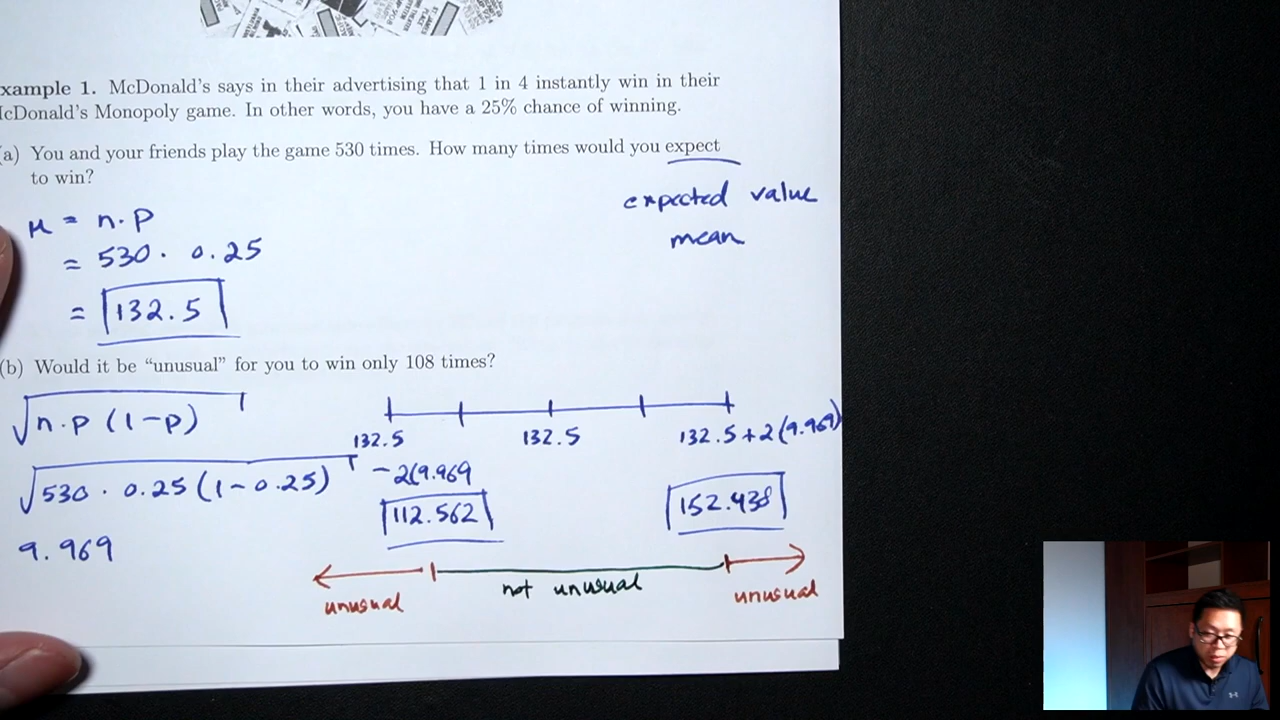 xample 1. McDonald's says in their advertising that 1 in 4 instantly win in their
cDonald's Monopoly game. In other words, you have a 25% chance of winning.
a) You and your friends play the game 530 times. How many times would you expect
to win?
expected value
mean
μ = n·p
= 530 · 0.25
= 132.5
(b) Would it be "unusual" for you to win only 108 times?
√n·p (1-p)
√530 · 0.25 (1-0.25)
9.969
132.5 132.5 132.5+2(9.969)
-2(9.969
112.562 152.438
unusual not unusual unusual